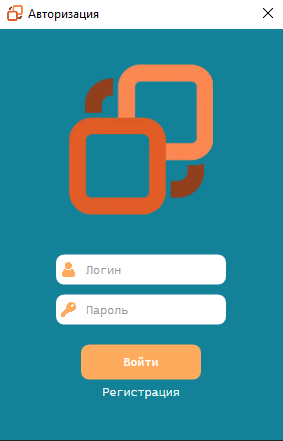 Авторизация
Логин
Пароль
Войти
Регистрация